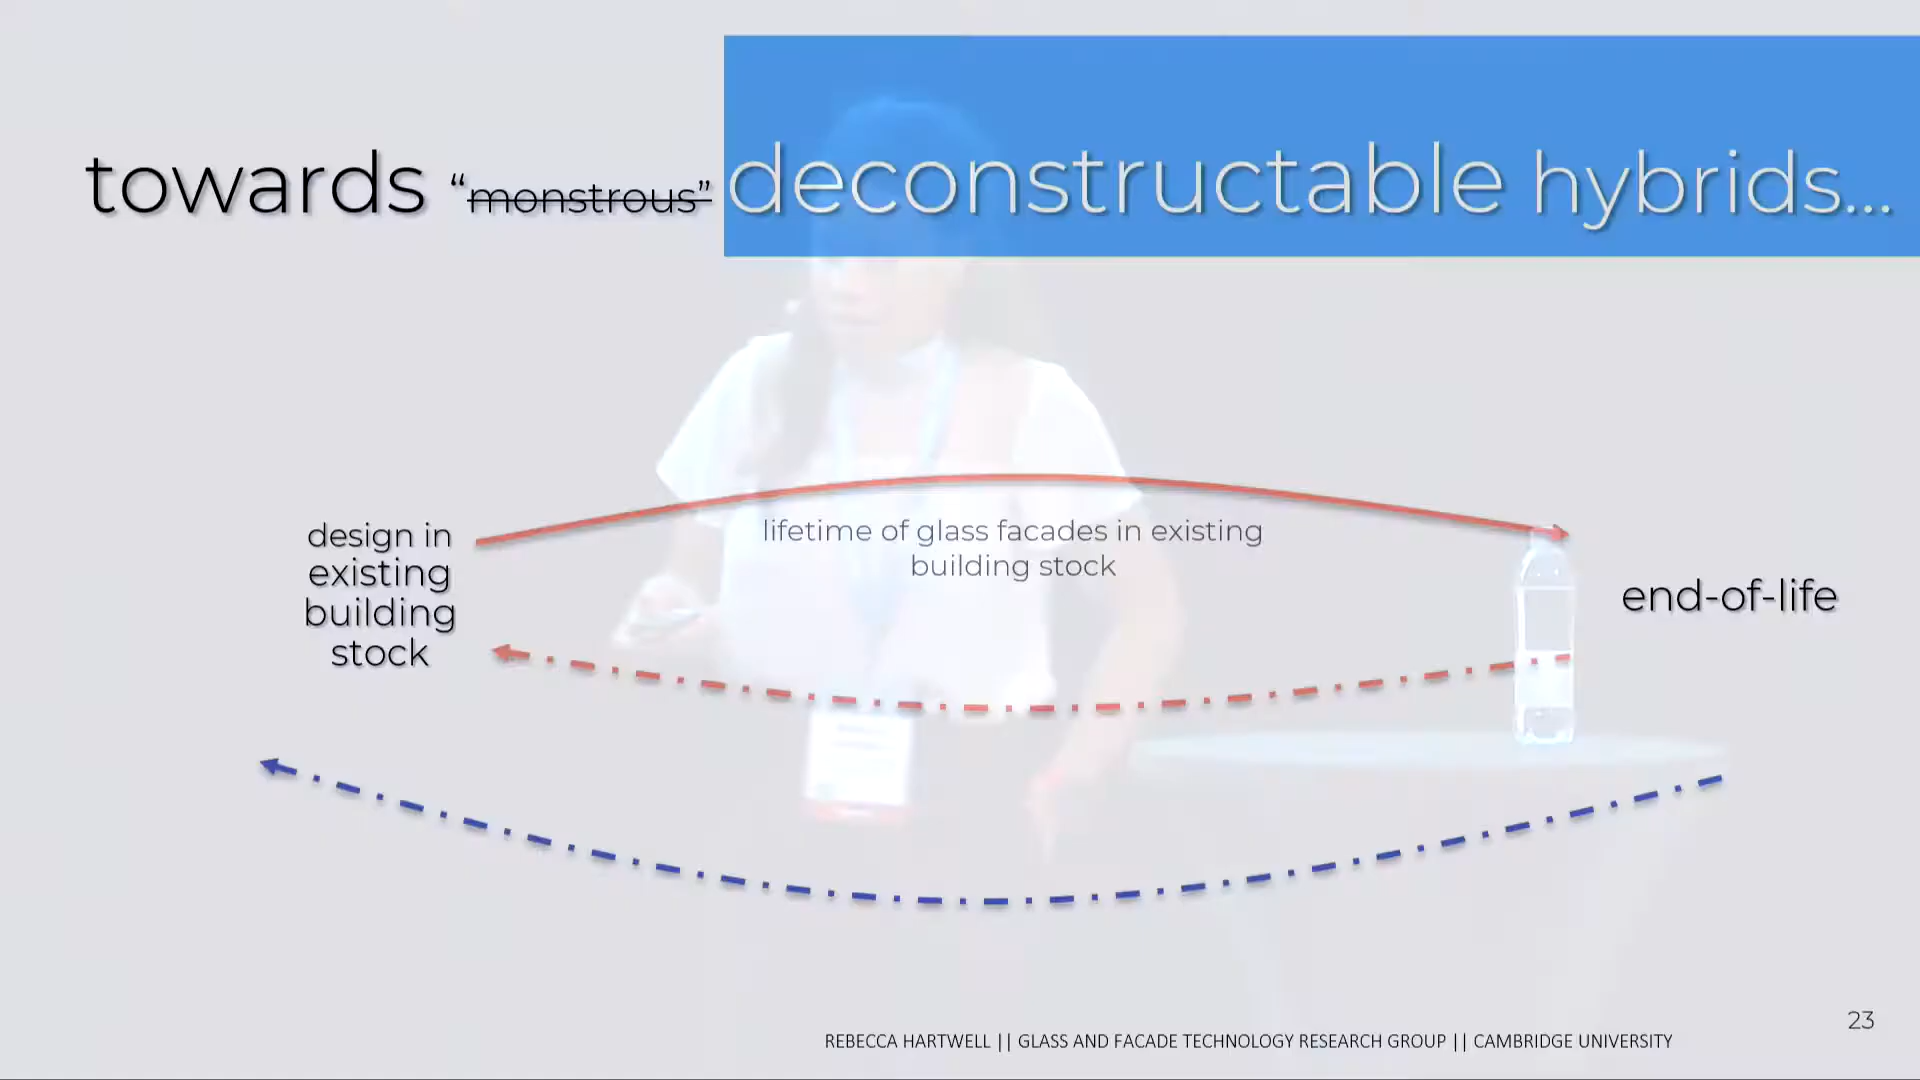 towards “monstrous” deconstructable hybrids...
lifetime of glass facades in existing
building stock
design in
existing
building
stock
end-of-life
23
REBECCA HARTWELL || GLASS AND FACADE TECHNOLOGY RESEARCH GROUP || CAMBRIDGE UNIVERSITY